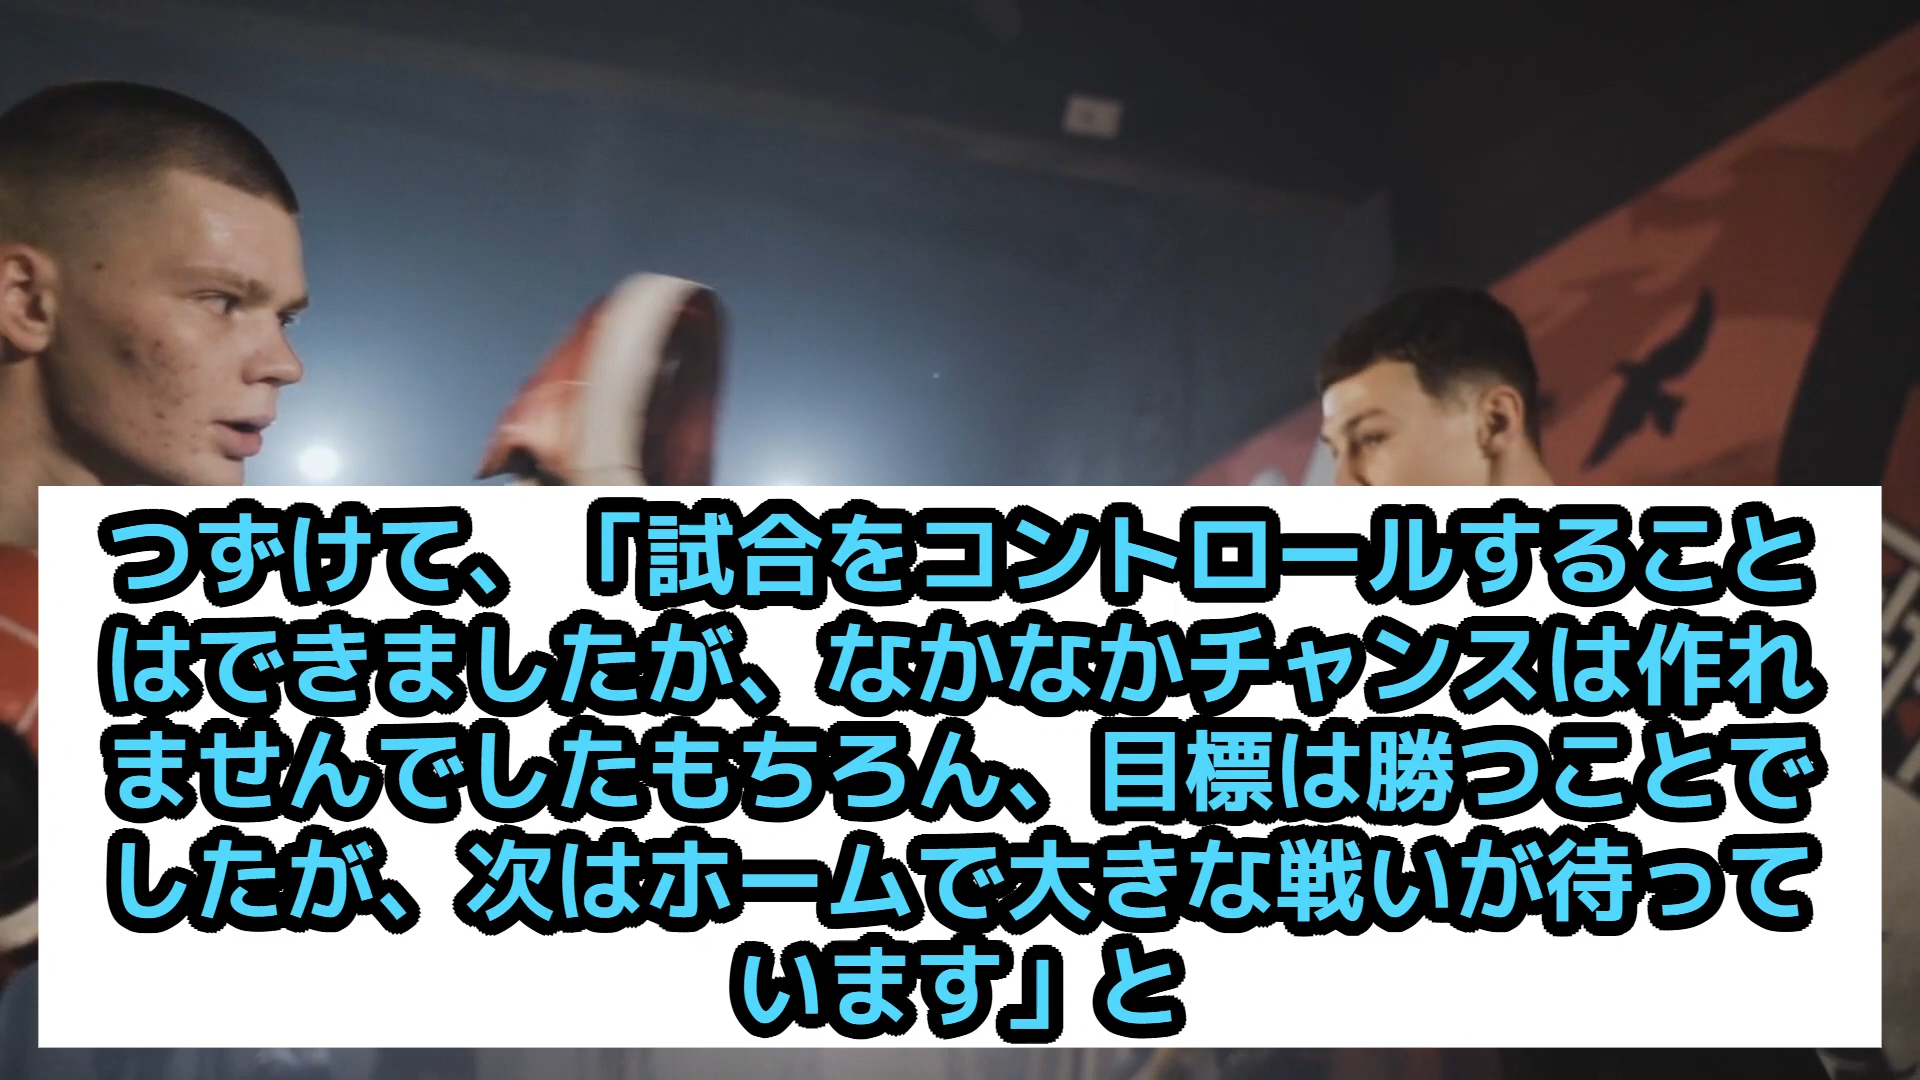 つずけて、「試合をコントロールすること
はできましたが、なかなかチャンスは作れ
ませんでしたもちろん、目標は勝つことで
したが、次はホームで大きな戦いが待って
います」と